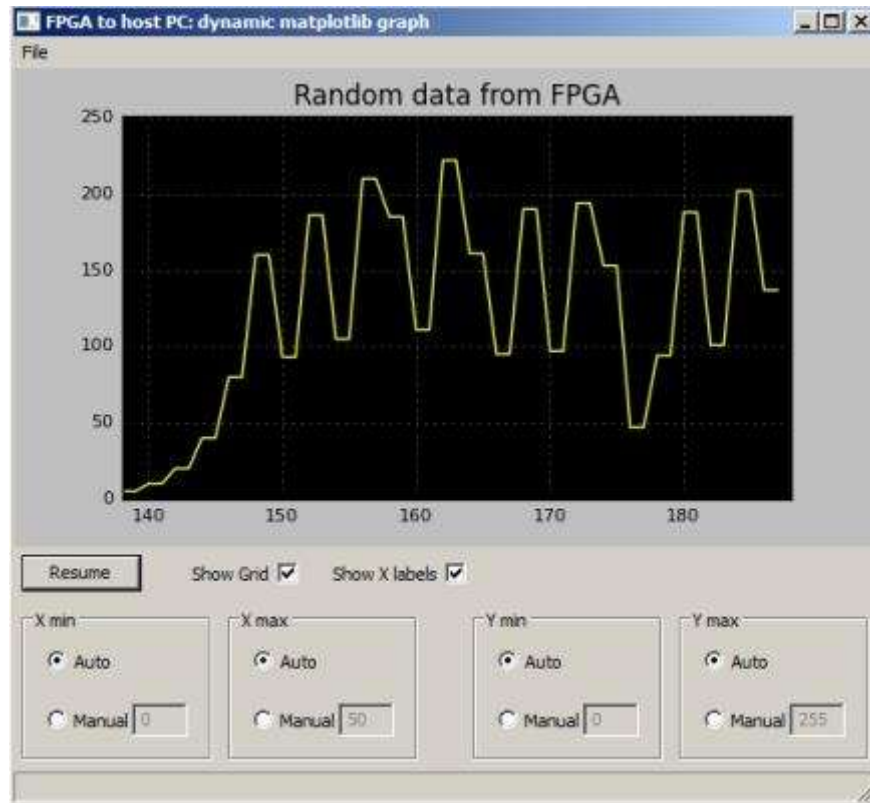 FPGA to host PC: dynamic matplotlib graph
File
Random data from FPGA
250
200
150
100
50
0
140 150 160 170 180
Resume Show Grid Show X labels
X min X max Y min Y max
Auto Auto Auto Auto
Manual 0 Manual 50 Manual 0 Manual 255